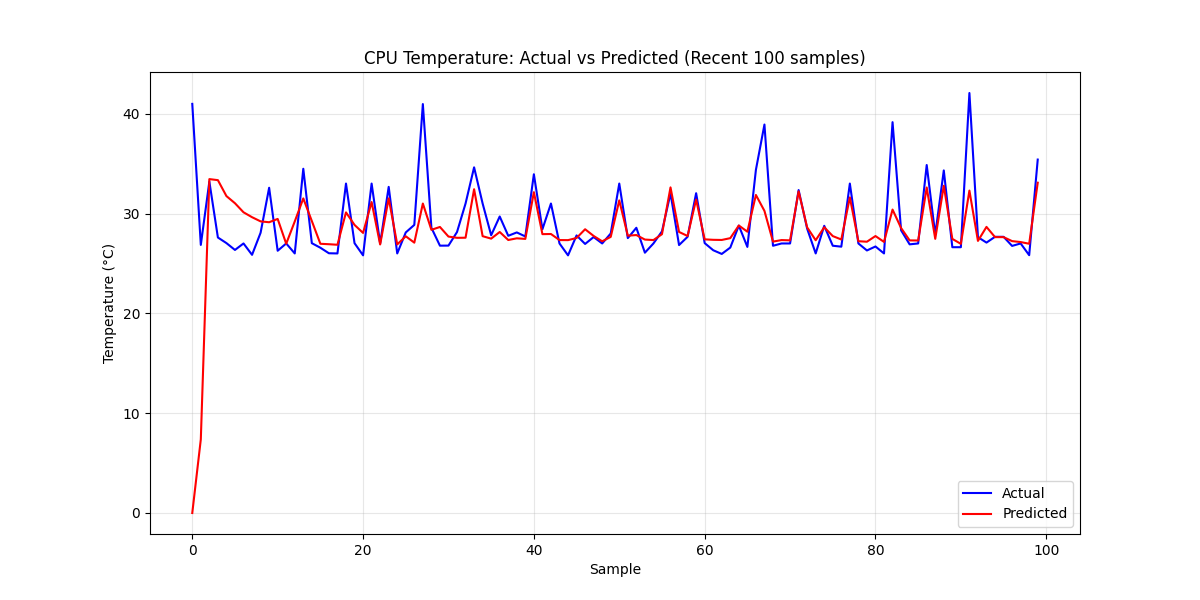 CPU Temperature: Actual vs Predicted (Recent 100 samples)
Temperature (°C)
40
30
20
10
0
0 20 40 60 80 100
Sample
Actual
Predicted